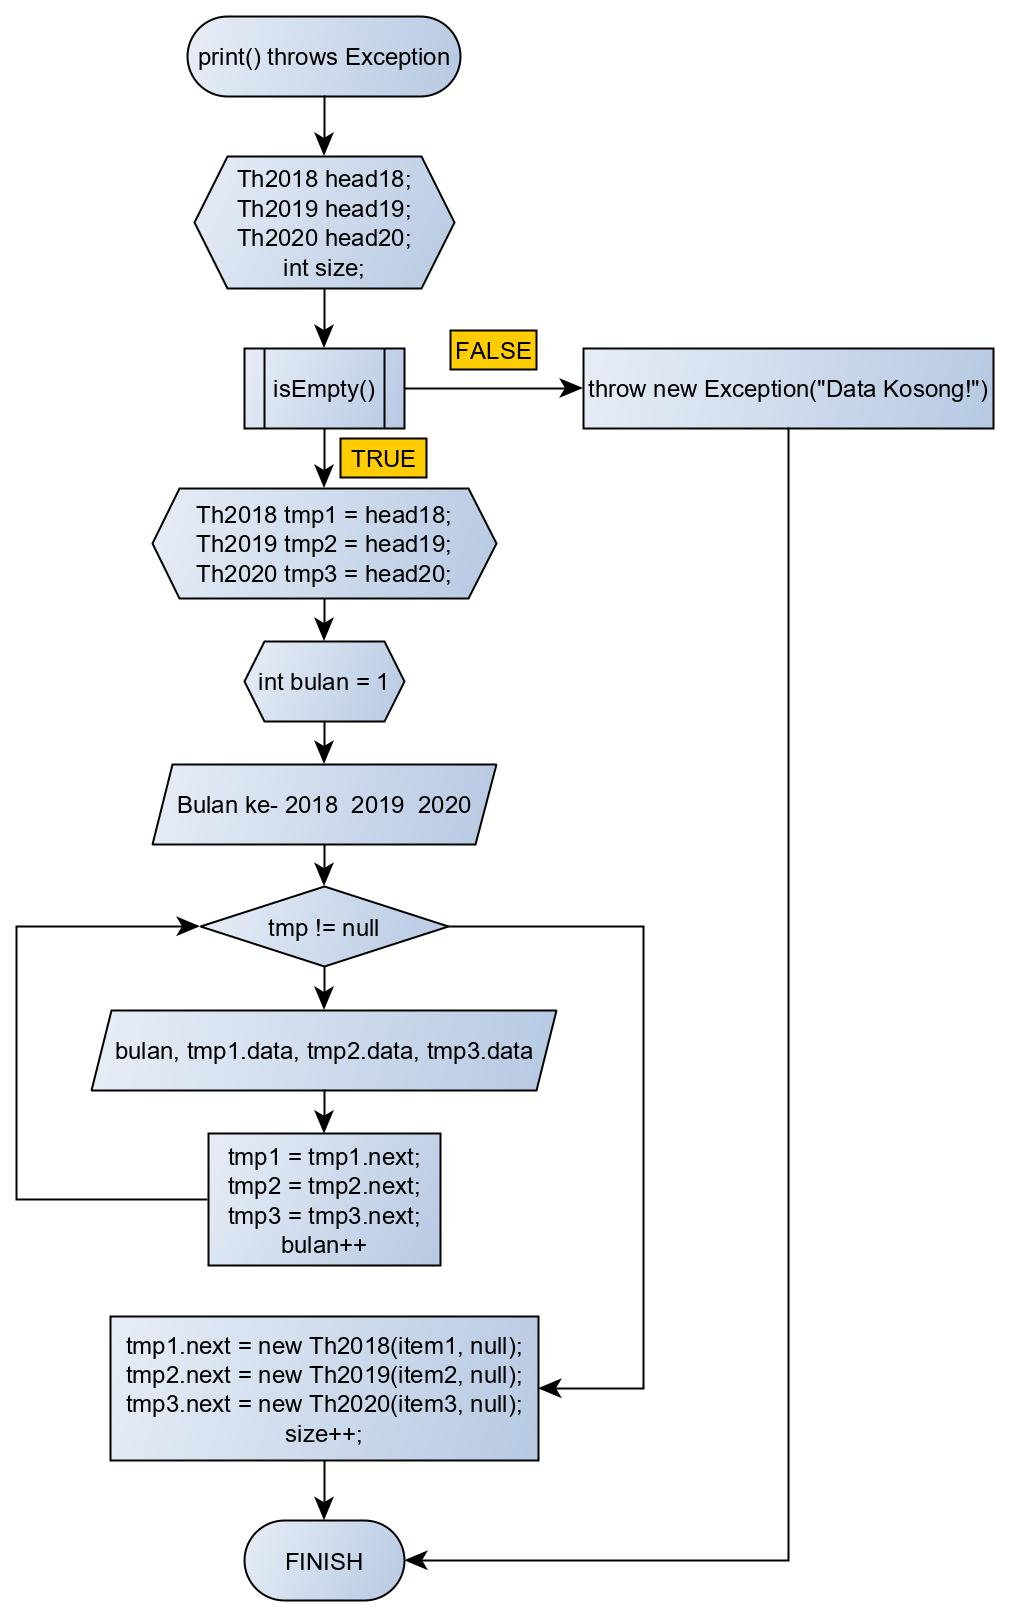 print() throws Exception
Th2018 head18;
Th2019 head19;
Th2020 head20;
int size;
isEmpty()
FALSE
throw new Exception("Data Kosong!")
TRUE
Th2018 tmp1 = head18;
Th2019 tmp2 = head19;
Th2020 tmp3 = head20;
int bulan = 1
Bulan ke- 2018  2019  2020
tmp != null
bulan, tmp1.data, tmp2.data, tmp3.data
tmp1 = tmp1.next;
tmp2 = tmp2.next;
tmp3 = tmp3.next;
bulan++
tmp1.next = new Th2018(item1, null);
tmp2.next = new Th2019(item2, null);
tmp3.next = new Th2020(item3, null);
size++;
FINISH